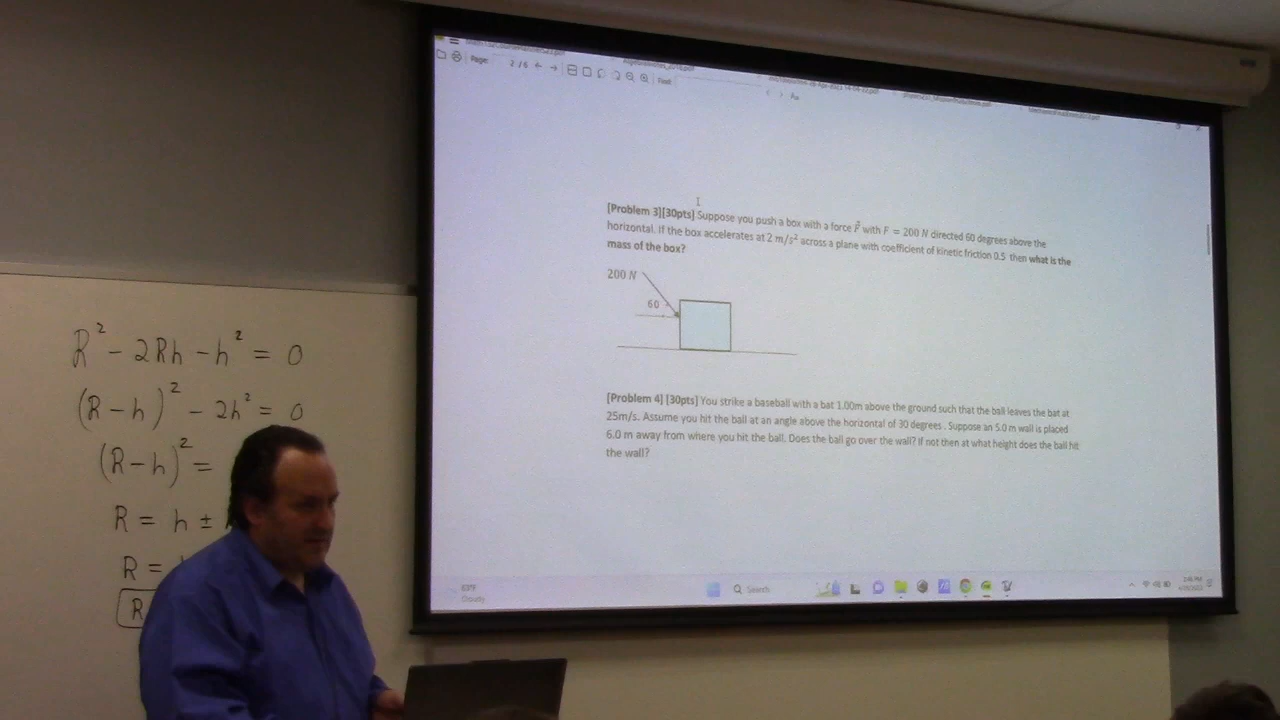 Page:
2 / 6
Find:
[Problem 3][30pts] Suppose you push a box with a force F⃗ with F = 200 N directed 60 degrees above the
horizontal. If the box accelerates at 2 m/s² across a plane with coefficient of kinetic friction 0.5 then what is the
mass of the box?
200 N
60
[Problem 4] [30pts] You strike a baseball with a bat 1.00m above the ground such that the ball leaves the bat at
25m/s. Assume you hit the ball at an angle above the horizontal of 30 degrees . Suppose an 5.0 m wall is placed
6.0 m away from where you hit the ball. Does the ball go over the wall? If not then at what height does the ball hit
the wall?
Cloudy
Search
R² - 2Rh - h² = 0
(R-h)² - 2h² = 0
(R-h)² =
R = h ±
R =
R